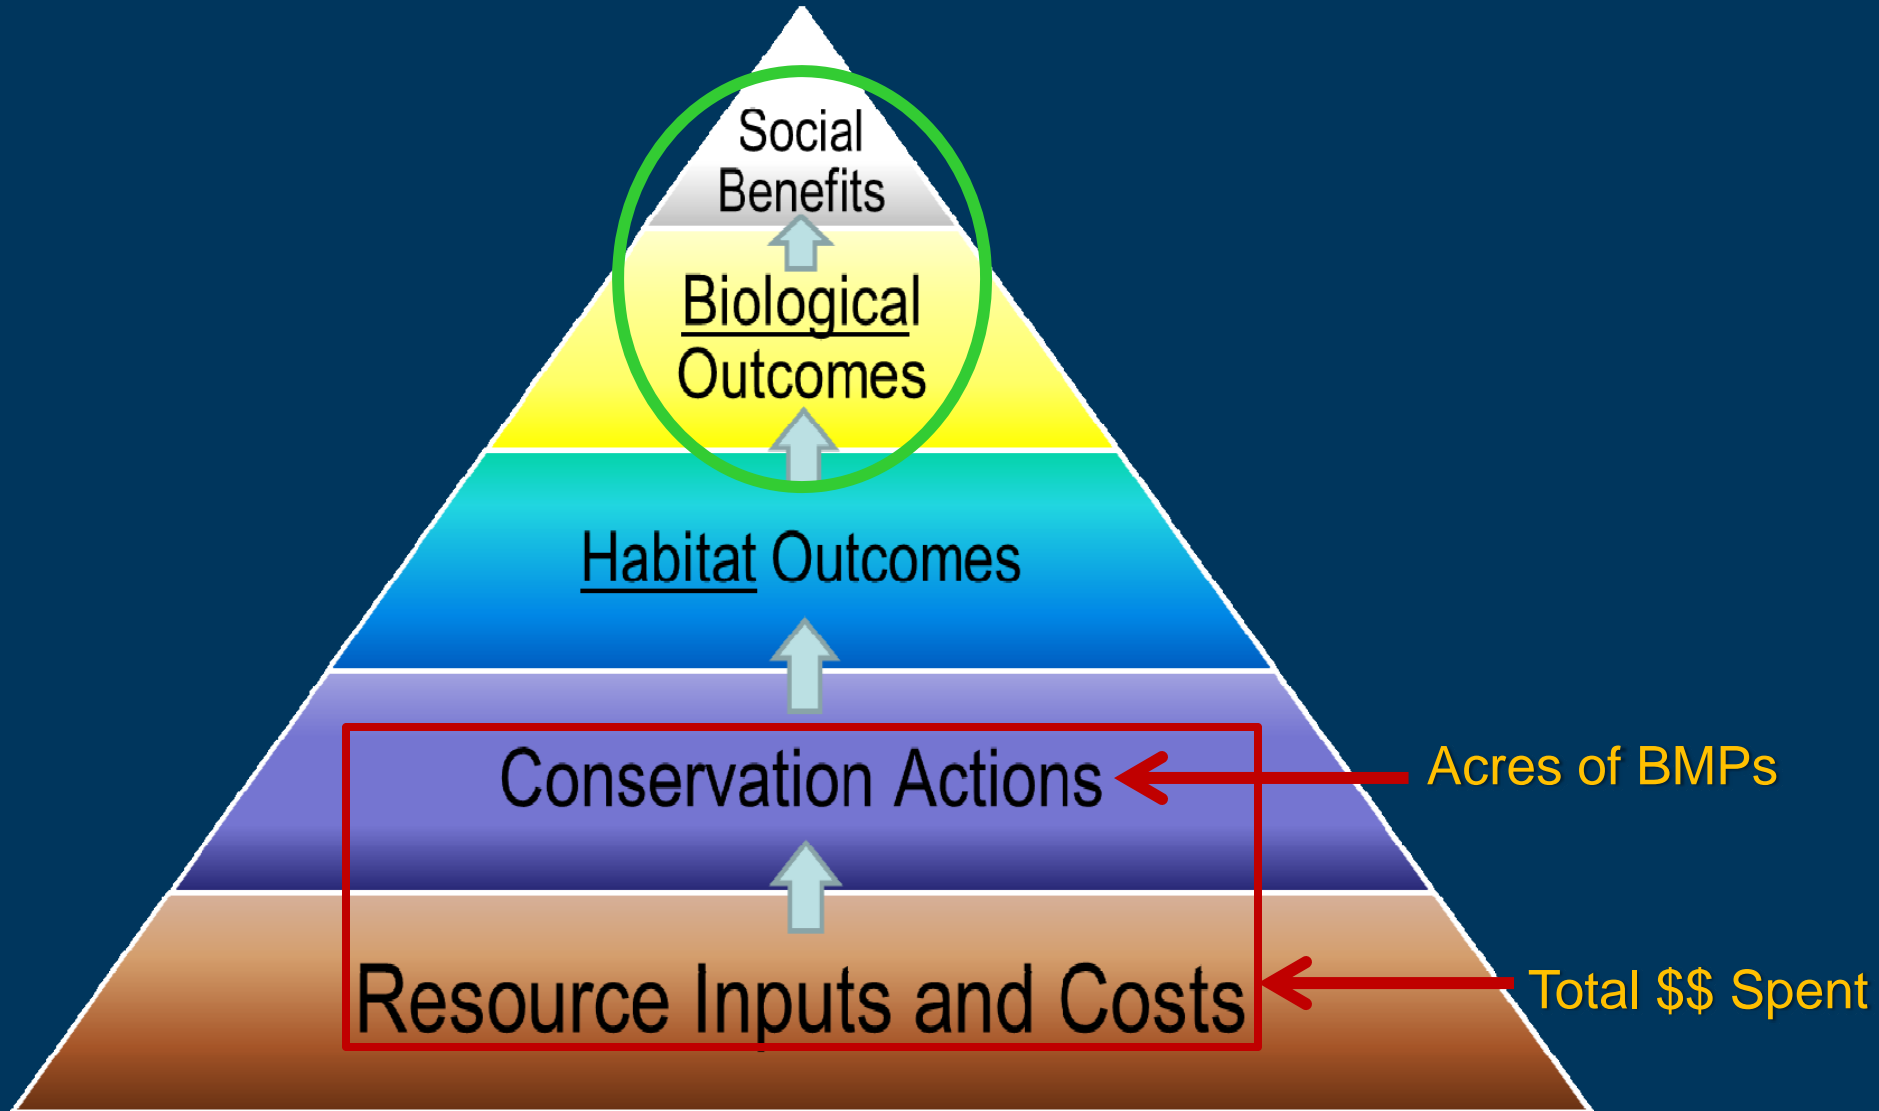 Social
Benefits
Biological
Outcomes
Habitat Outcomes
Conservation Actions
Acres of BMPs
Resource Inputs and Costs
Total $$ Spent